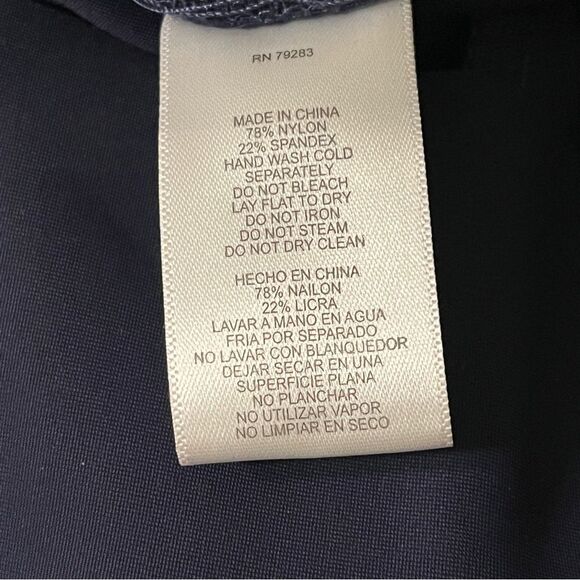 RN 79283
MADE IN CHINA
78% NYLON
22% SPANDEX
HAND WASH COLD
SEPARATELY
DO NOT BLEACH
LAY FLAT TO DRY
DO NOT IRON
DO NOT STEAM
DO NOT DRY CLEAN
HECHO EN CHINA
78% NAILON
22% LICRA
LAVAR A MANO EN AGUA
FRIA POR SEPARADO
NO LAVAR CON BLANQUEDOR
DEJAR SECAR EN UNA
SUPERFICIE PLANA
NO PLANCHAR
NO UTILIZAR VAPOR
NO LIMPIAR EN SECO